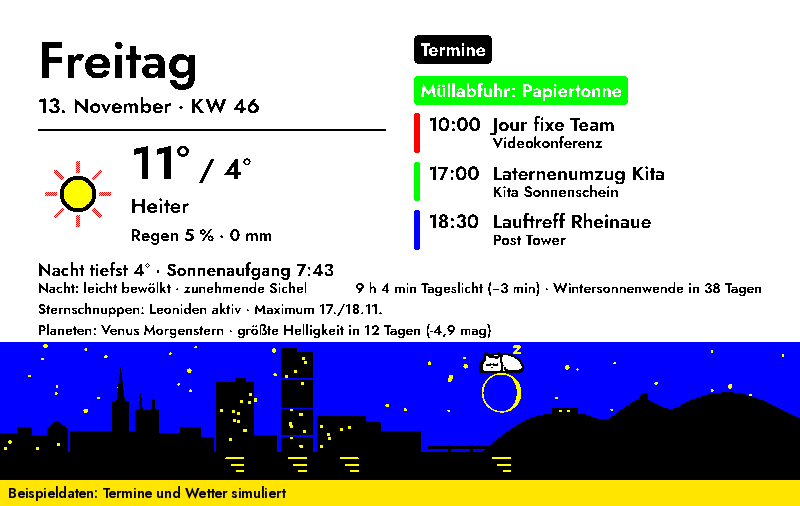 Freitag
13. November · KW 46
11° / 4°
Heiter
Regen 5 % · 0 mm
Termine
Müllabfuhr: Papiertonne
10:00 Jour fixe Team
Videokonferenz
17:00 Laternenumzug Kita
Kita Sonnenschein
18:30 Lauftreff Rheinaue
Post Tower
Nacht tiefst 4° · Sonnenaufgang 7:43
Nacht: leicht bewölkt · zunehmende Sichel 9 h 4 min Tageslicht (−3 min) · Wintersonnenwende in 38 Tagen
Sternschnuppen: Leoniden aktiv · Maximum 17./18.11.
Planeten: Venus Morgenstern · größte Helligkeit in 12 Tagen (-4,9 mag)
z
Beispieldaten: Termine und Wetter simuliert